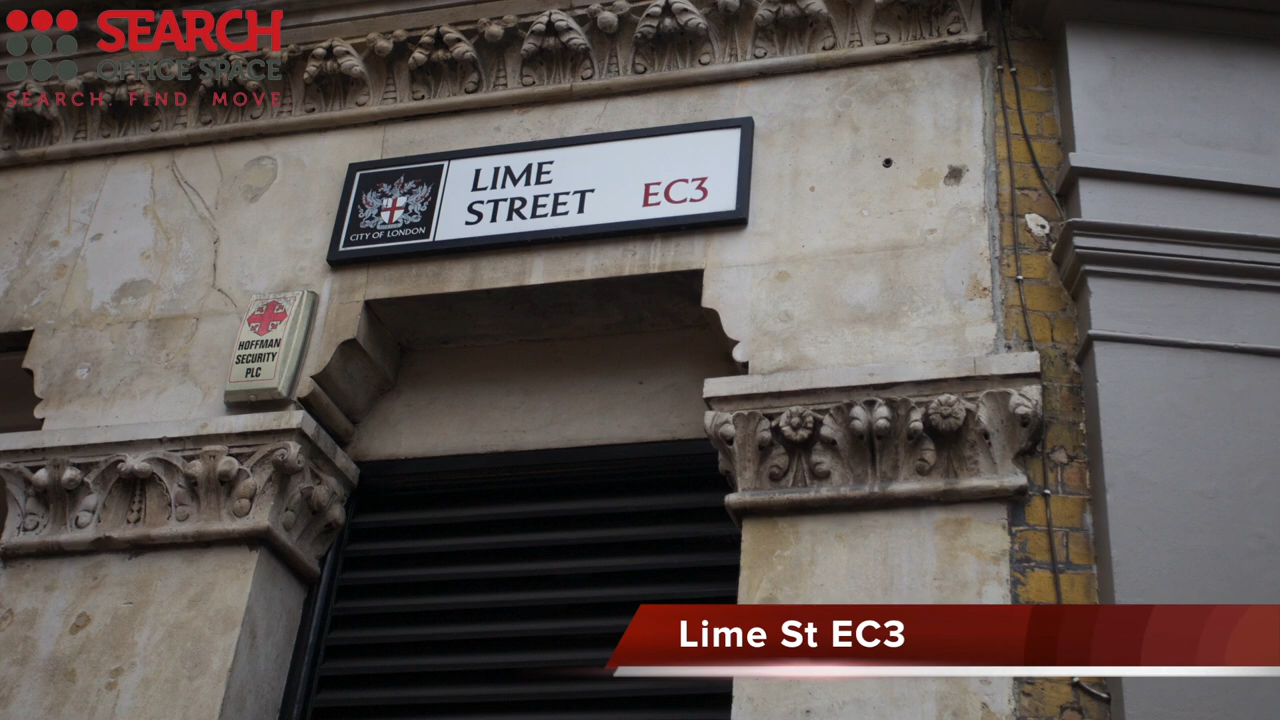 SEARCH
OFFICE SPACE
SEARCH. FIND. MOVE
LIME
STREET
EC3
CITY OF LONDON
HOFFMAN
SECURITY
PLC
Lime St EC3